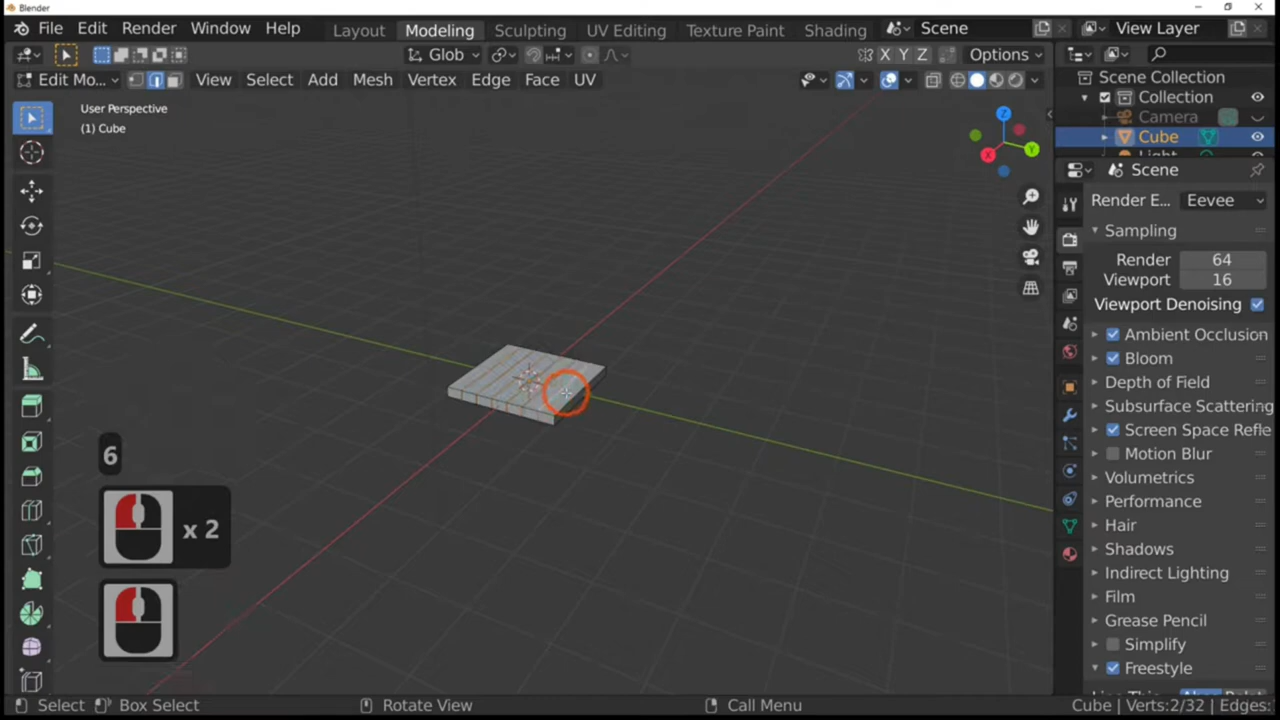 Blender
File Edit Render Window Help Layout Modeling Sculpting UV Editing Texture Paint Shading Scene View Layer
Glob X Y Z Options
Edit Mo... View Select Add Mesh Vertex Edge Face UV
User Perspective
(1) Cube
Z
Y
X
Scene Collection
Collection
Camera
Cube
Light
Scene
Render E... Eevee
Sampling
Render 64
Viewport 16
Viewport Denoising
Ambient Occlusion
Bloom
Depth of Field
Subsurface Scattering
Screen Space Refle
Motion Blur
Volumetrics
Performance
Hair
Shadows
Indirect Lighting
Film
Grease Pencil
Simplify
Freestyle
6
x 2
Select Box Select Rotate View Call Menu Cube | Verts:2/32 | Edges: